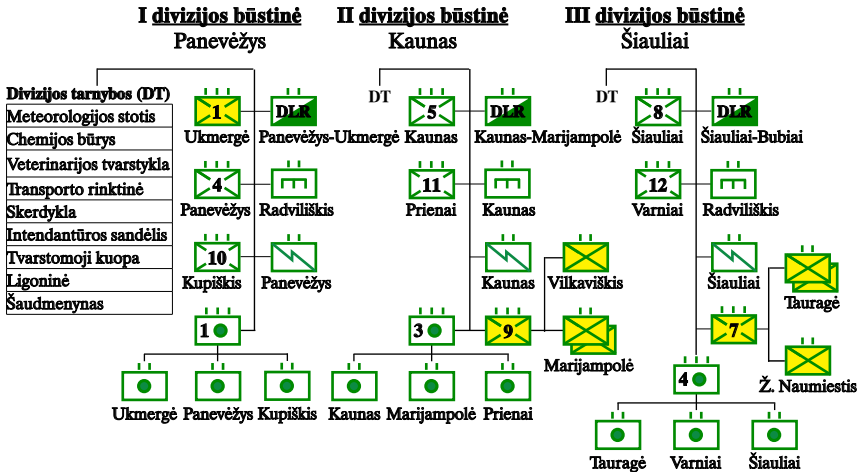 I divizijos būstinė
Panevėžys
II divizijos būstinė
Kaunas
III divizijos būstinė
Šiauliai
Divizijos tarnybos (DT)
Meteorologijos stotis
Chemijos būrys
Veterinarijos tvarstykla
Transporto rinktinė
Skerdykla
Intendantūros sandėlis
Tvarstomoji kuopa
Ligoninė
Šaudmenynas
1
DLR
Ukmergė
Panevėžys-Ukmergė
4
Panevėžys
Radviliškis
10
Kupiškis
Panevėžys
1
Ukmergė
Panevėžys
Kupiškis
DT
5
DLR
Kaunas
Kaunas-Marijampolė
11
Prienai
Kaunas
Kaunas
Vilkaviškis
3
9
Marijampolė
Kaunas
Marijampolė
Prienai
DT
8
DLR
Šiauliai
Šiauliai-Bubiai
12
Varniai
Radviliškis
Šiauliai
Tauragė
7
Ž. Naumiestis
4
Tauragė
Varniai
Šiauliai